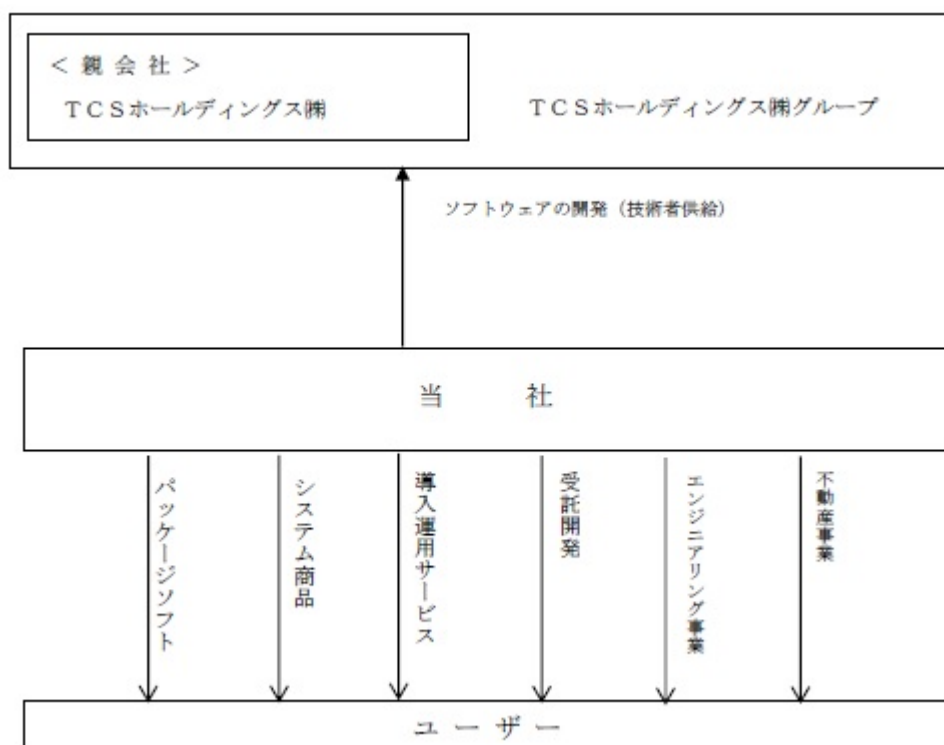 ＜ 親 会 社 ＞
ＴＣＳホールディングス㈱
ＴＣＳホールディングス㈱グループ
ソフトウェアの開発（技術者供給）
当　　社
パッケージソフト
システム商品
導入運用サービス
受託開発
エンジニアリング事業
不動産事業
ユ ー ザ ー